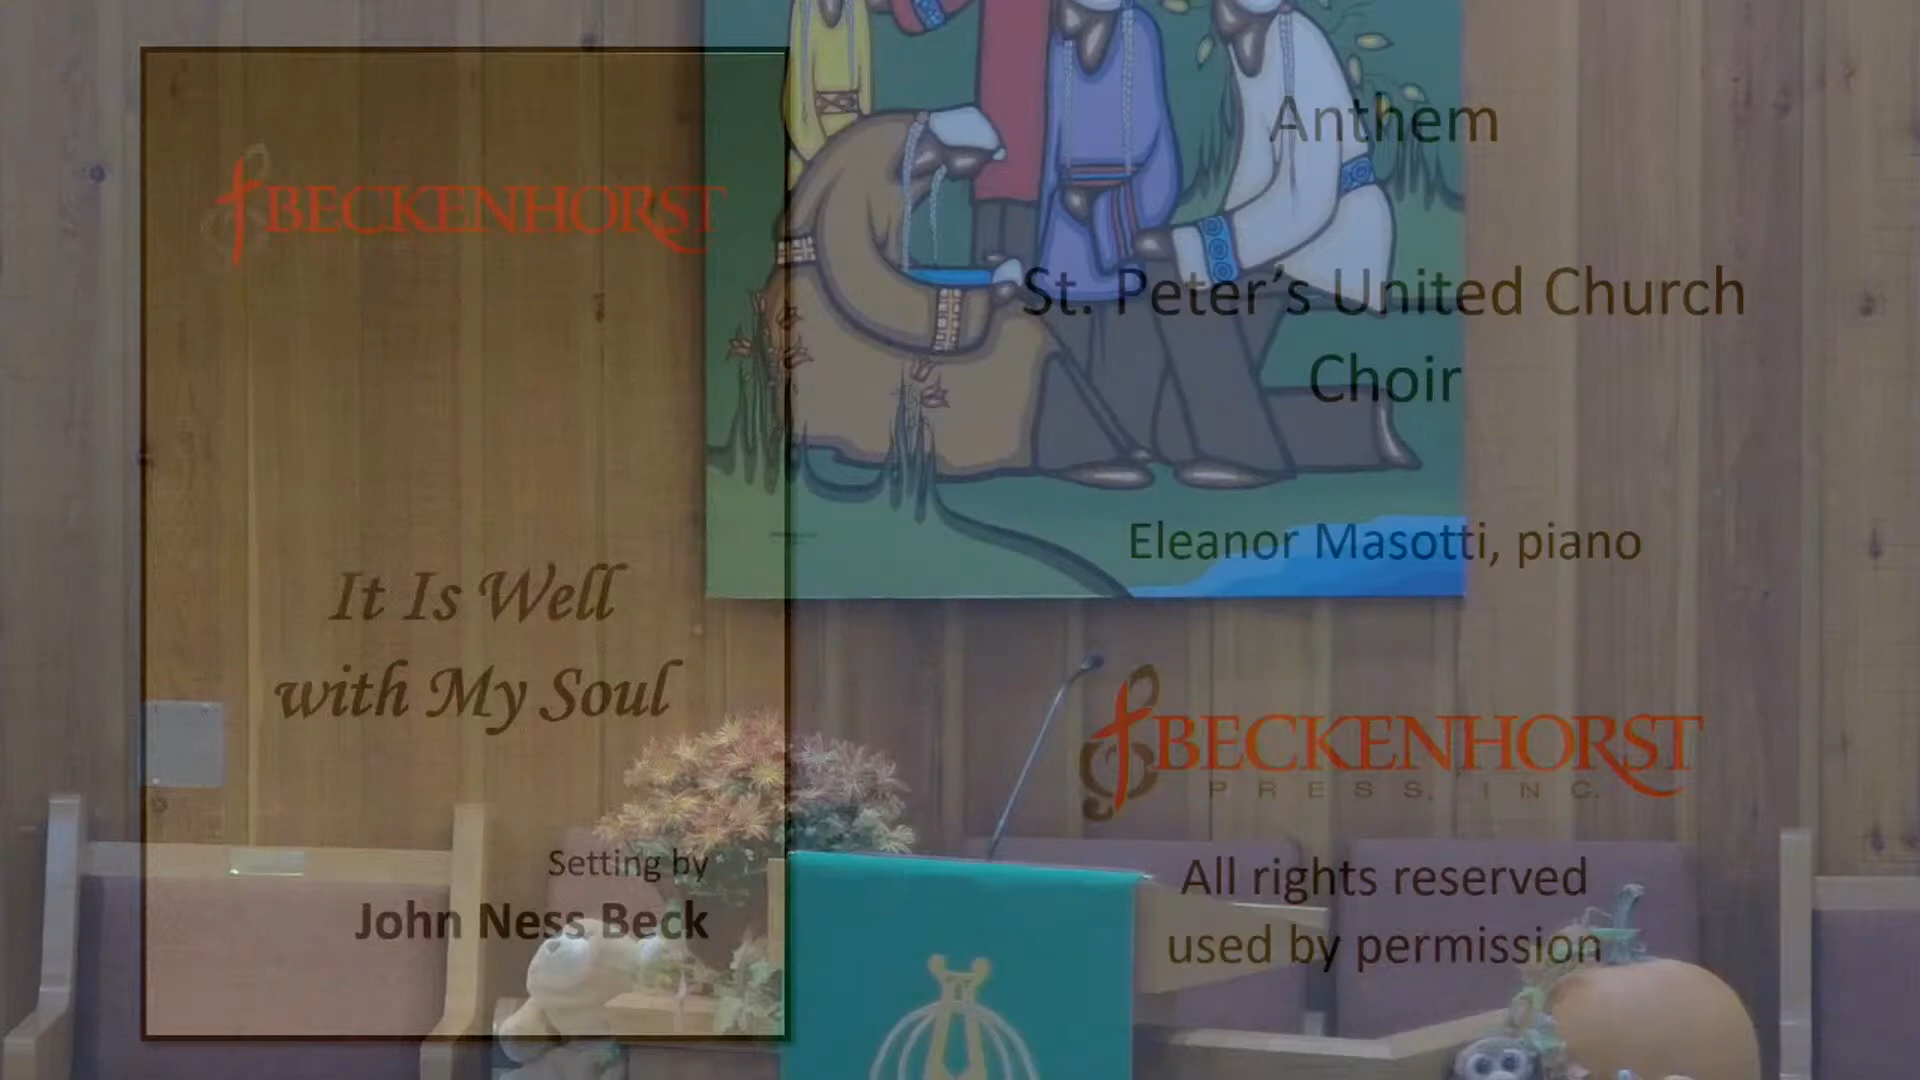 BECKENHORST
It Is Well
with My Soul
Setting by
John Ness Beck
Anthem
St. Peter’s United Church
Choir
Eleanor Masotti, piano
BECKENHORST
PRESS, INC.
All rights reserved
used by permission